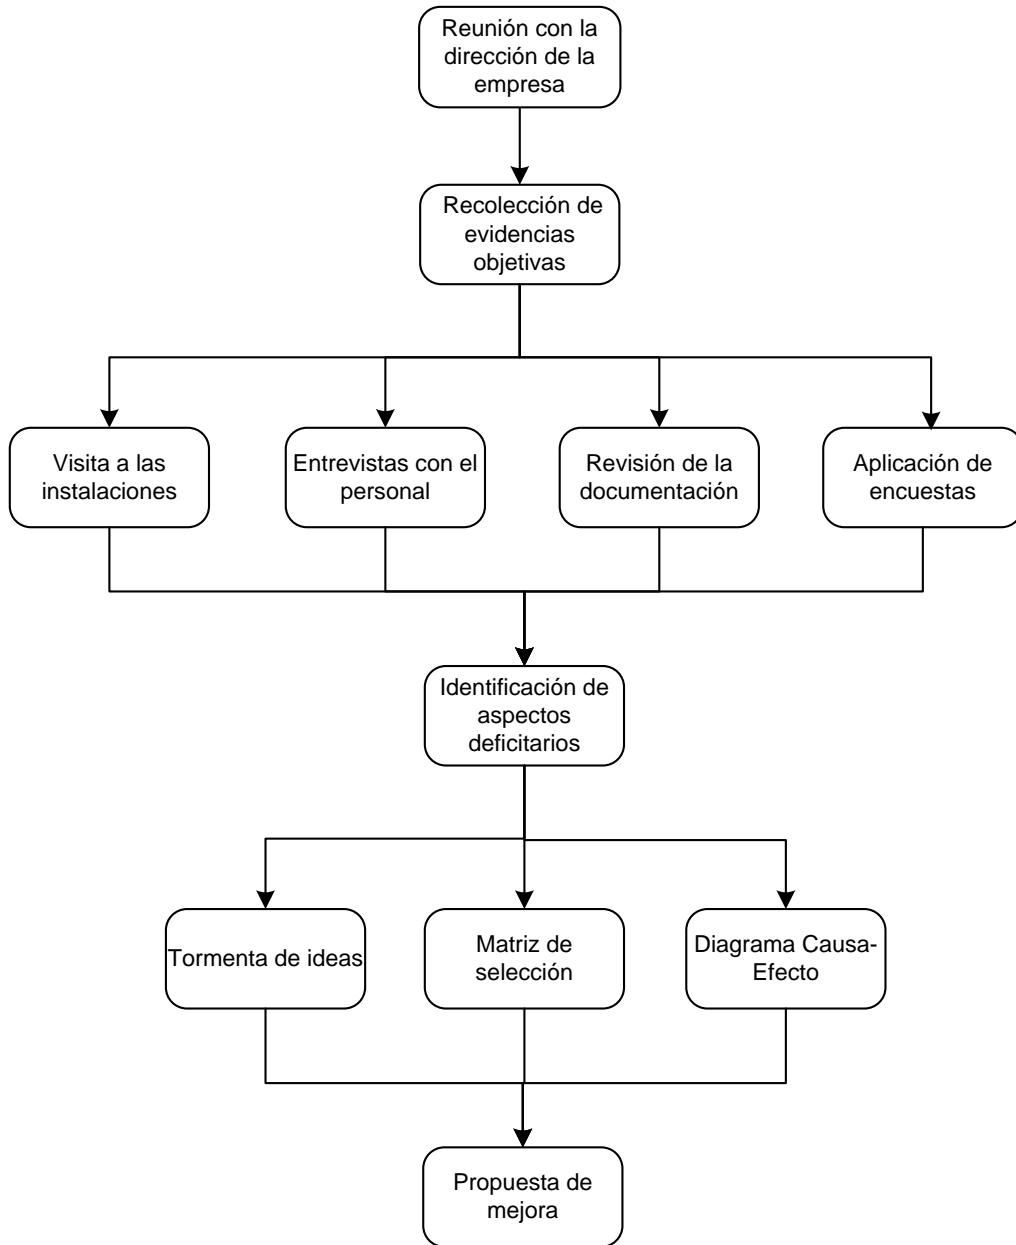 Reunión con la
dirección de la
empresa
Recolección de
evidencias
objetivas
Visita a las
instalaciones
Entrevistas con el
personal
Revisión de la
documentación
Aplicación de
encuestas
Identificación de
aspectos
deficitarios
Tormenta de ideas
Matriz de
selección
Diagrama Causa-
Efecto
Propuesta de
mejora